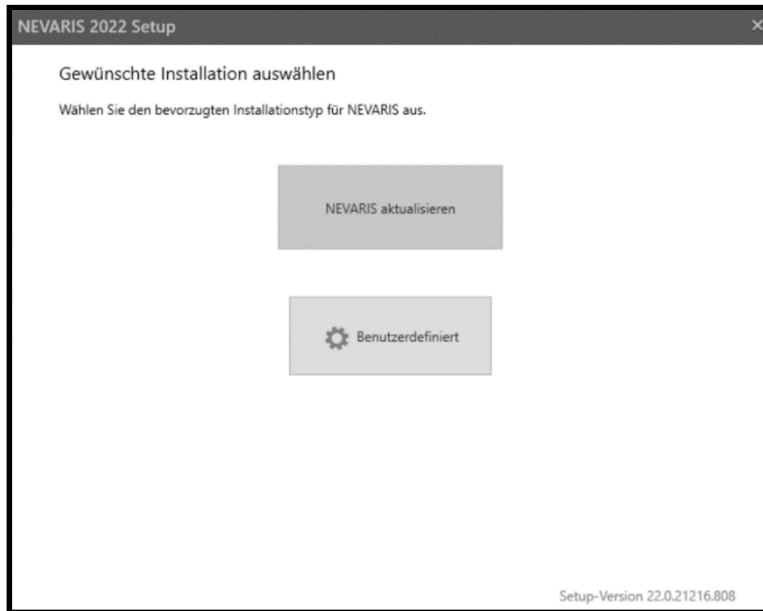 NEVARIS 2022 Setup
Gewünschte Installation auswählen
Wählen Sie den bevorzugten Installationstyp für NEVARIS aus.
NEVARIS aktualisieren
Benutzerdefiniert
Setup-Version 22.0.21216.808